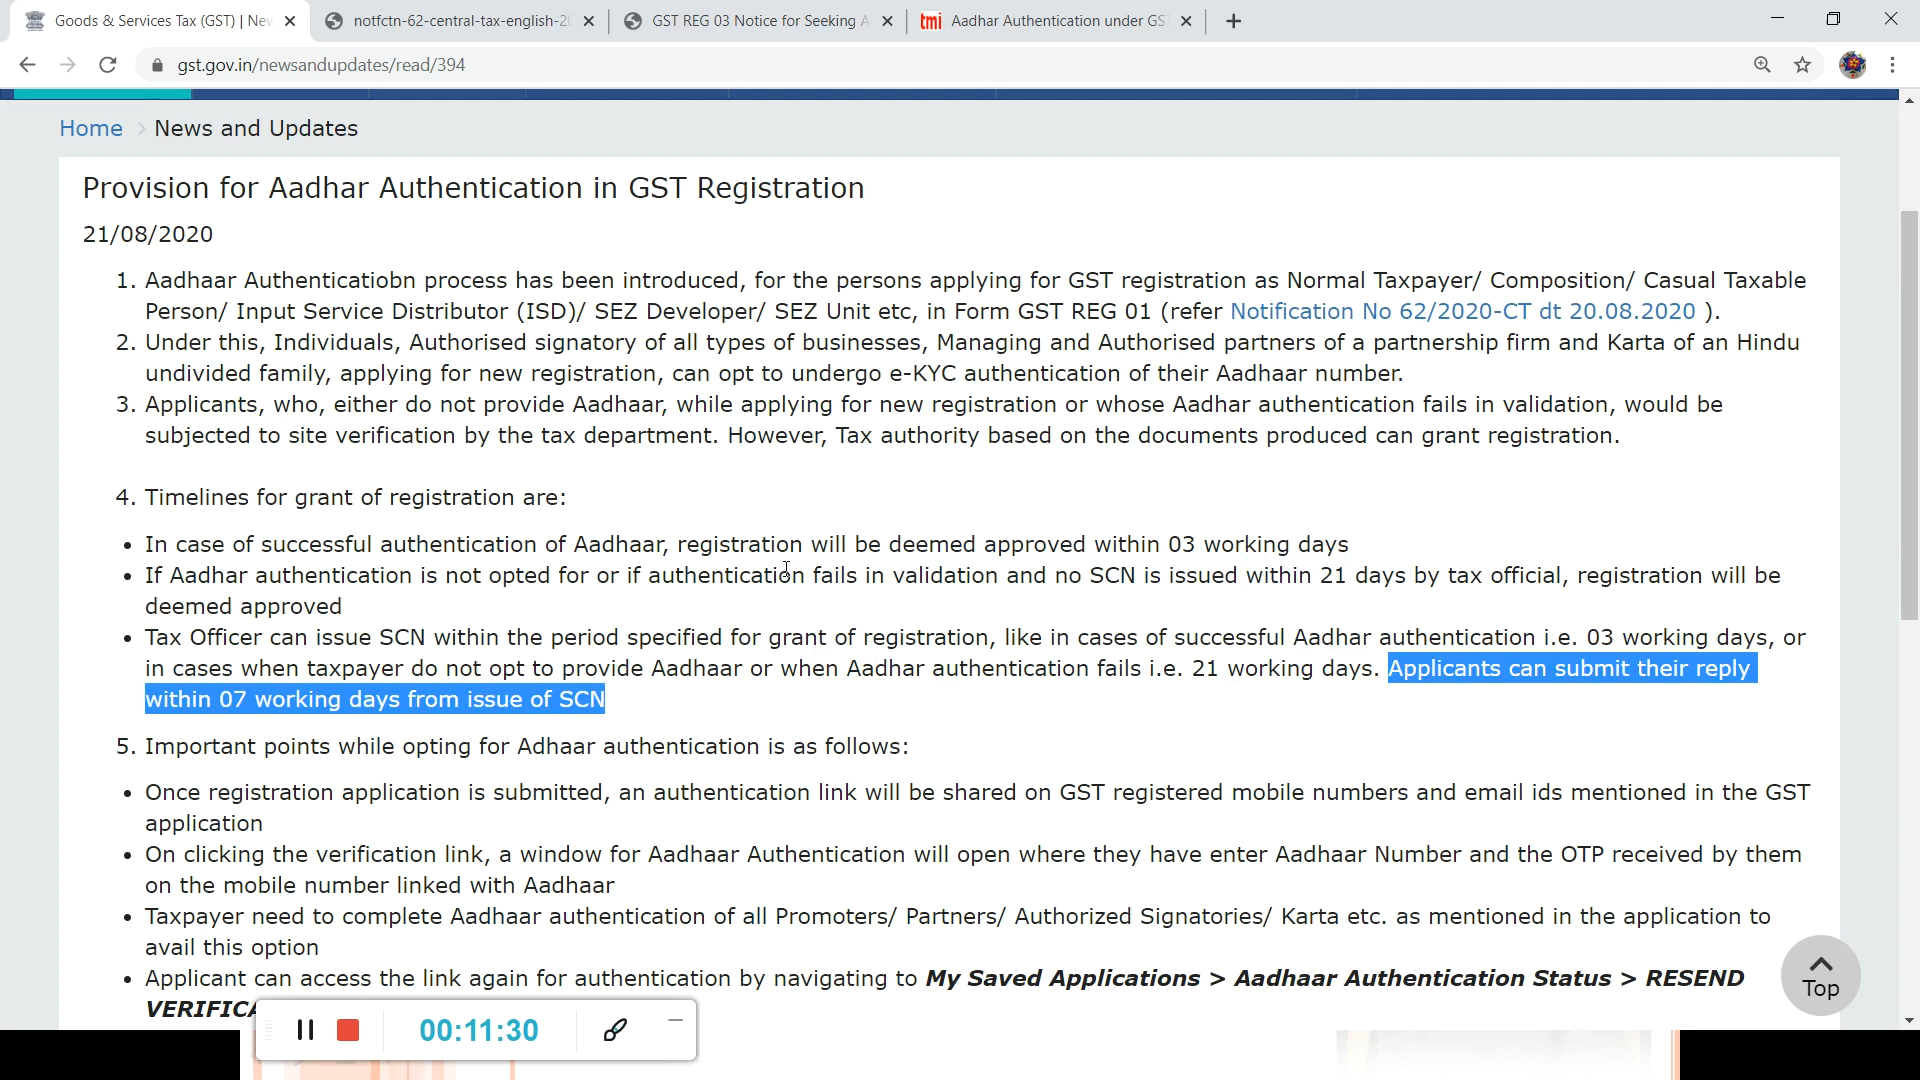 Goods & Services Tax (GST) | Nev
notfctn-62-central-tax-english-20
GST REG 03 Notice for Seeking A
tmi Aadhar Authentication under GST
gst.gov.in/newsandupdates/read/394
Home > News and Updates
Provision for Aadhar Authentication in GST Registration
21/08/2020
1. Aadhaar Authenticatiobn process has been introduced, for the persons applying for GST registration as Normal Taxpayer/ Composition/ Casual Taxable
Person/ Input Service Distributor (ISD)/ SEZ Developer/ SEZ Unit etc, in Form GST REG 01 (refer Notification No 62/2020-CT dt 20.08.2020 ).
2. Under this, Individuals, Authorised signatory of all types of businesses, Managing and Authorised partners of a partnership firm and Karta of an Hindu
undivided family, applying for new registration, can opt to undergo e-KYC authentication of their Aadhaar number.
3. Applicants, who, either do not provide Aadhaar, while applying for new registration or whose Aadhar authentication fails in validation, would be
subjected to site verification by the tax department. However, Tax authority based on the documents produced can grant registration.
4. Timelines for grant of registration are:
• In case of successful authentication of Aadhaar, registration will be deemed approved within 03 working days
• If Aadhar authentication is not opted for or if authentication fails in validation and no SCN is issued within 21 days by tax official, registration will be
deemed approved
• Tax Officer can issue SCN within the period specified for grant of registration, like in cases of successful Aadhar authentication i.e. 03 working days, or
in cases when taxpayer do not opt to provide Aadhaar or when Aadhar authentication fails i.e. 21 working days. Applicants can submit their reply
within 07 working days from issue of SCN
5. Important points while opting for Adhaar authentication is as follows:
• Once registration application is submitted, an authentication link will be shared on GST registered mobile numbers and email ids mentioned in the GST
application
• On clicking the verification link, a window for Aadhaar Authentication will open where they have enter Aadhaar Number and the OTP received by them
on the mobile number linked with Aadhaar
• Taxpayer need to complete Aadhaar authentication of all Promoters/ Partners/ Authorized Signatories/ Karta etc. as mentioned in the application to
avail this option
• Applicant can access the link again for authentication by navigating to My Saved Applications > Aadhaar Authentication Status > RESEND
VERIFICA
Top
00:11:30